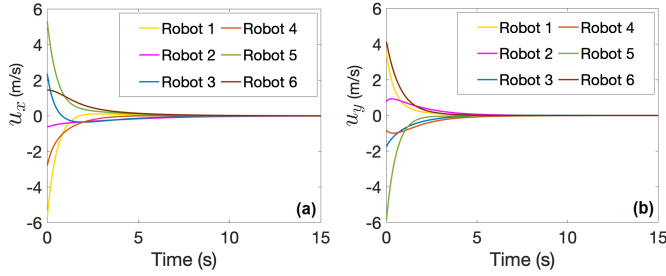 6
4
2
0
-2
-4
-6
u_x (m/s)
Robot 1 Robot 4
Robot 2 Robot 5
Robot 3 Robot 6
(a)
0 5 10 15
Time (s)
6
4
2
0
-2
-4
-6
u_y (m/s)
Robot 1 Robot 4
Robot 2 Robot 5
Robot 3 Robot 6
(b)
0 5 10 15
Time (s)